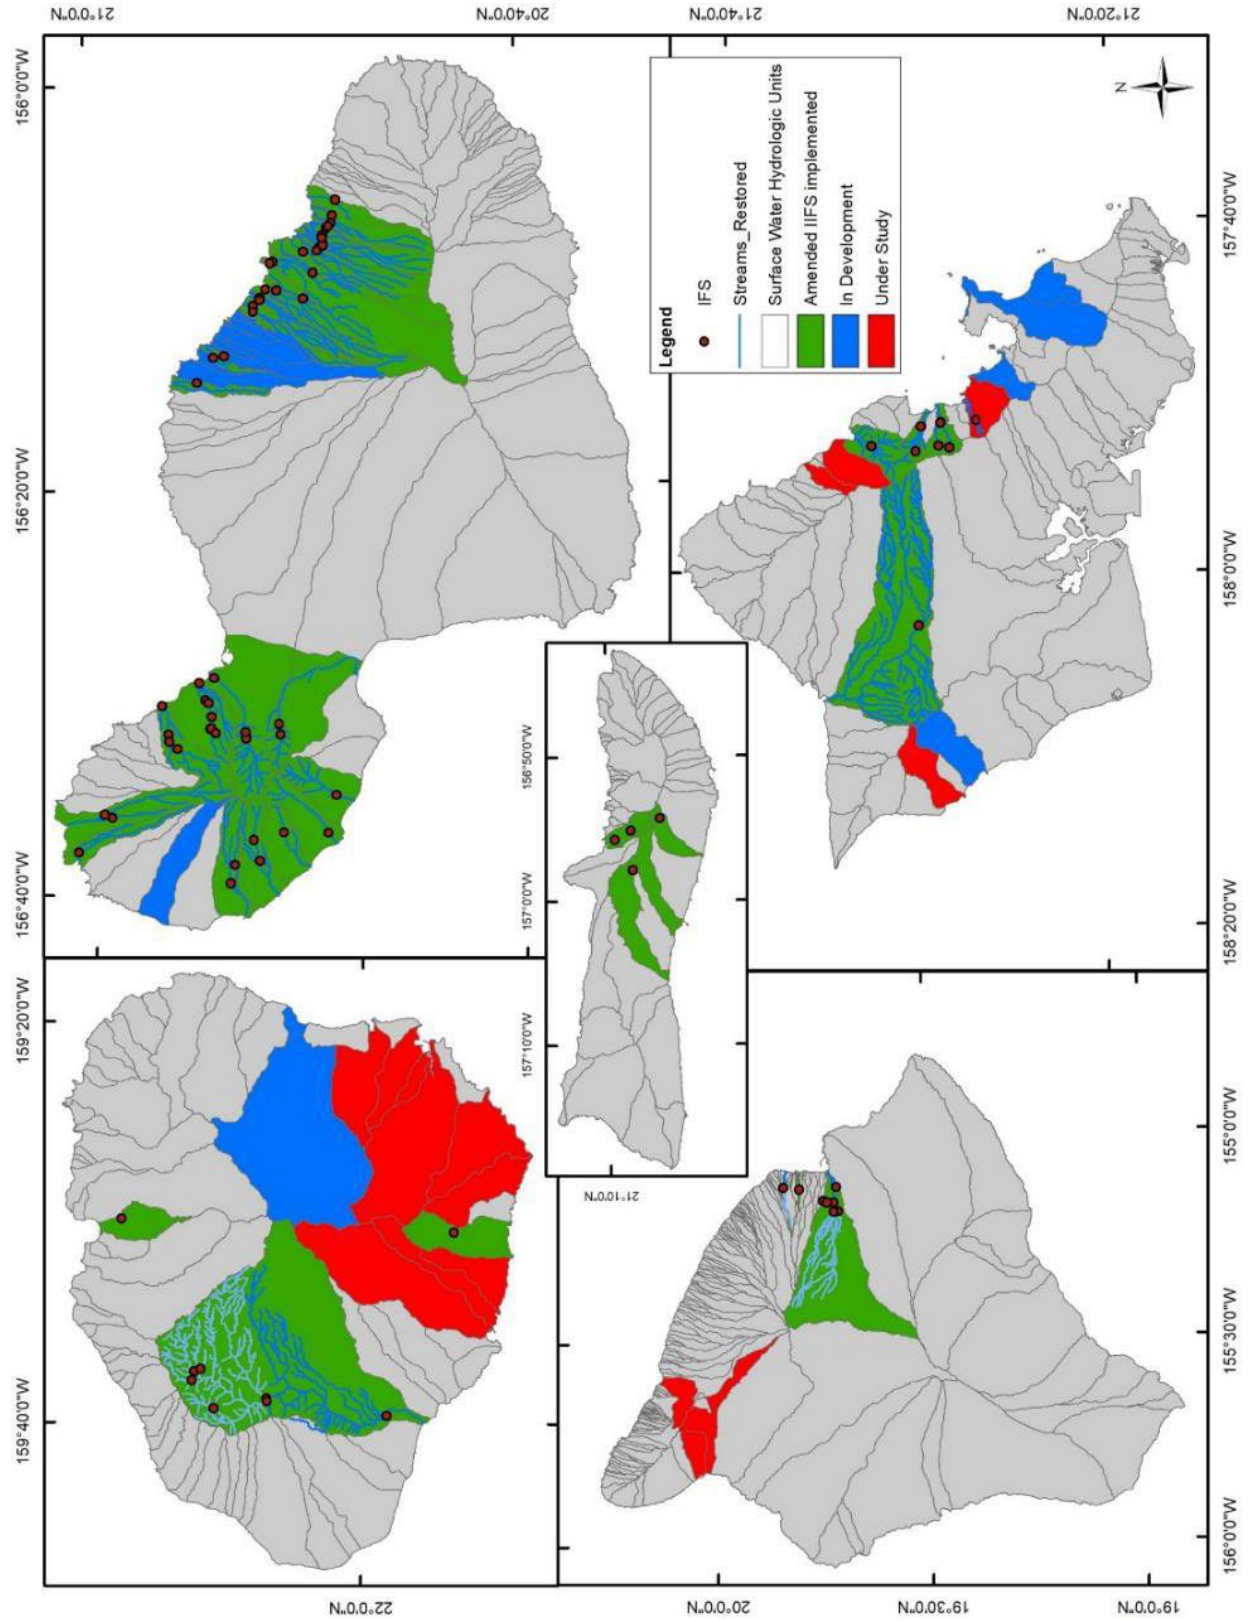 21°0'0"N
20°40'0"N
21°40'0"N
21°20'0"N
156°0'0"W
156°20'0"W
156°40'0"W
159°20'0"W
159°40'0"W
22°0'0"N
156°50'0"W
157°0'0"W
157°10'0"W
21°10'0"N
157°40'0"W
158°0'0"W
158°20'0"W
155°0'0"W
155°30'0"W
156°0'0"W
20°0'0"N
19°30'0"N
19°0'0"N
N
Legend
IFS
Streams_Restored
Surface Water Hydrologic Units
Amended IIFS implemented
In Development
Under Study